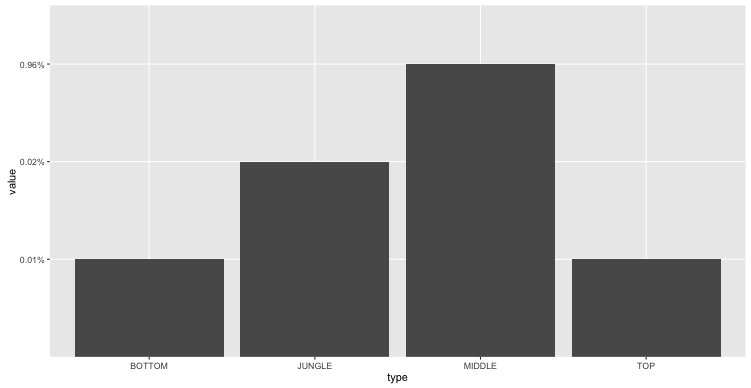 0.96%
0.02%
0.01%
value
BOTTOM JUNGLE MIDDLE TOP
type